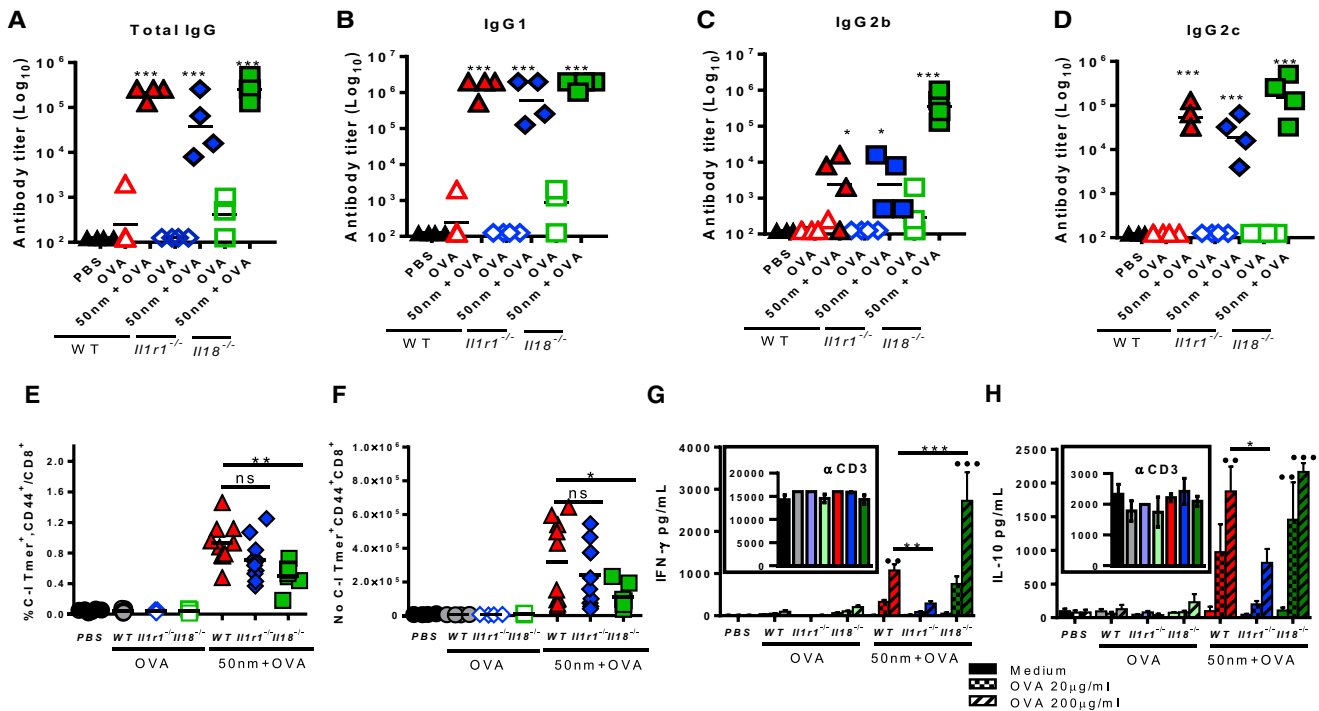 A
Total IgG
Antibody titer (Log10)
10^6
10^5
10^4
10^3
10^2
***
***
***
PBS
OVA
50nm + OVA
OVA
50nm + OVA
OVA
50nm + OVA
WT
Il1r1-/-
Il18-/-
B
IgG1
Antibody titer (Log10)
10^7
10^6
10^5
10^4
10^3
10^2
***
***
***
PBS
OVA
50nm + OVA
OVA
50nm + OVA
OVA
50nm + OVA
WT
Il1r1-/-
Il18-/-
C
IgG2b
Antibody titer (Log10)
10^7
10^6
10^5
10^4
10^3
10^2
*
*
***
PBS
OVA
50nm + OVA
OVA
50nm + OVA
OVA
50nm + OVA
WT
Il1r1-/-
Il18-/-
D
IgG2c
Antibody titer (Log10)
10^6
10^5
10^4
10^3
10^2
***
***
***
PBS
OVA
50nm + OVA
OVA
50nm + OVA
OVA
50nm + OVA
WT
Il1r1-/-
Il18-/-
E
%C-ITmer+,CD44+/CD8+
2.0
1.6
1.2
0.8
0.4
0.0
**
ns
PBS WT Il1r1-/- Il18-/- WT Il1r1-/- Il18-/-
OVA 50nm+OVA
F
No C-ITmer+CD44+CD8+
1.0×10^6
8.0×10^5
6.0×10^5
4.0×10^5
2.0×10^5
0
*
ns
PBS WT Il1r1-/- Il18-/- WT Il1r1-/- Il18-/-
OVA 50nm+OVA
G
IFN-γ pg/mL
4000
3000
2000
1000
0
αCD3
20000
15000
10000
5000
0
***
**
PBS WT Il1r1-/- Il18-/- WT Il1r1-/- Il18-/-
OVA 50nm+OVA
H
IL-10 pg/mL
3000
2500
2000
1500
1000
500
0
αCD3
3000
2000
1000
0
*
PBS WT Il1r1-/- Il18-/- WT Il1r1-/- Il18-/-
OVA 50nm+OVA
Medium
OVA 20µg/ml
OVA 200µg/ml